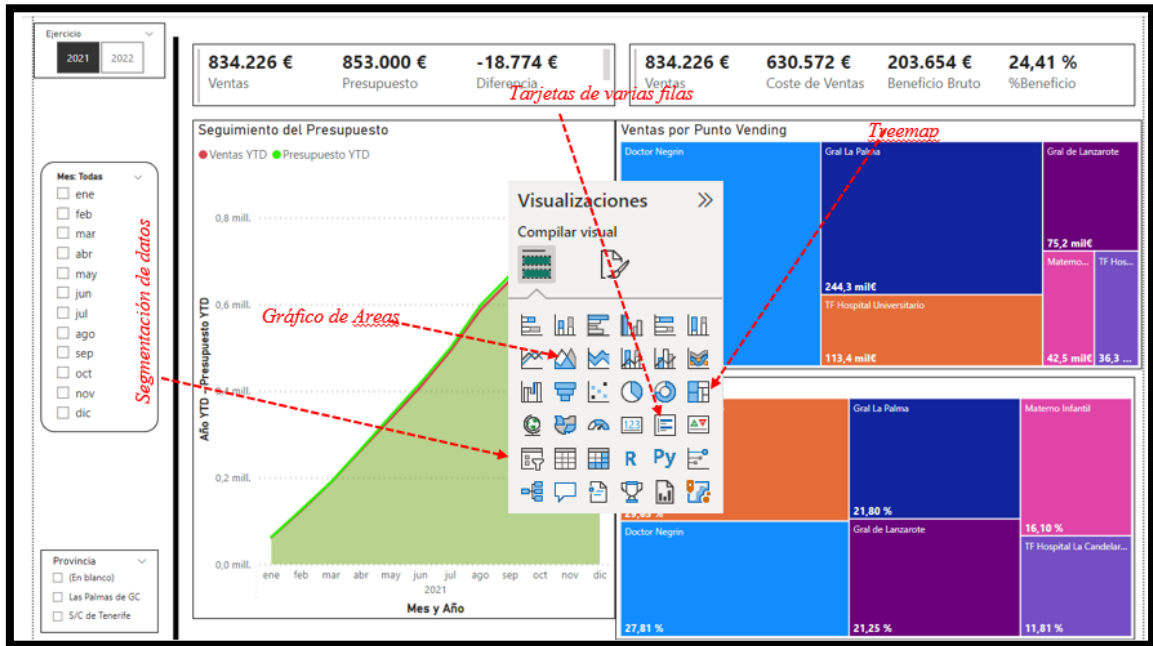 Ejercicio
2021 2022
834.226 € 853.000 € -18.774 €
Ventas Presupuesto Diferencia
834.226 € 630.572 € 203.654 € 24,41 %
Ventas Coste de Ventas Beneficio Bruto %Beneficio
Tarjetas de varias filas
Mes: Todas
ene
feb
mar
abr
may
jun
jul
ago
sep
oct
nov
dic
Segmentación de datos
Provincia
(En blanco)
Las Palmas de GC
S/C de Tenerife
Seguimiento del Presupuesto
Ventas YTD Presupuesto YTD
Año YTD - Presupuesto YTD
0,8 mill.
0,6 mill.
0,4 mill.
0,2 mill.
0,0 mill.
ene feb mar abr may jun jul ago sep oct nov dic
2021
Mes y Año
Gráfico de Areas
Visualizaciones
Compilar visual
123
R Py
Ventas por Punto Vending
Treemap
Doctor Negrin
Gral La Palma
244,3 mil€
TF Hospital Universitario
113,4 mil€
Gral de Lanzarote
75,2 mil€
Materno...
42,5 mil€
TF Hos...
36,3 ...
Gral La Palma
21,80 %
Materno Infantil
16,10 %
Doctor Negrin
27,81 %
Gral de Lanzarote
21,25 %
TF Hospital La Candelar...
11,81 %